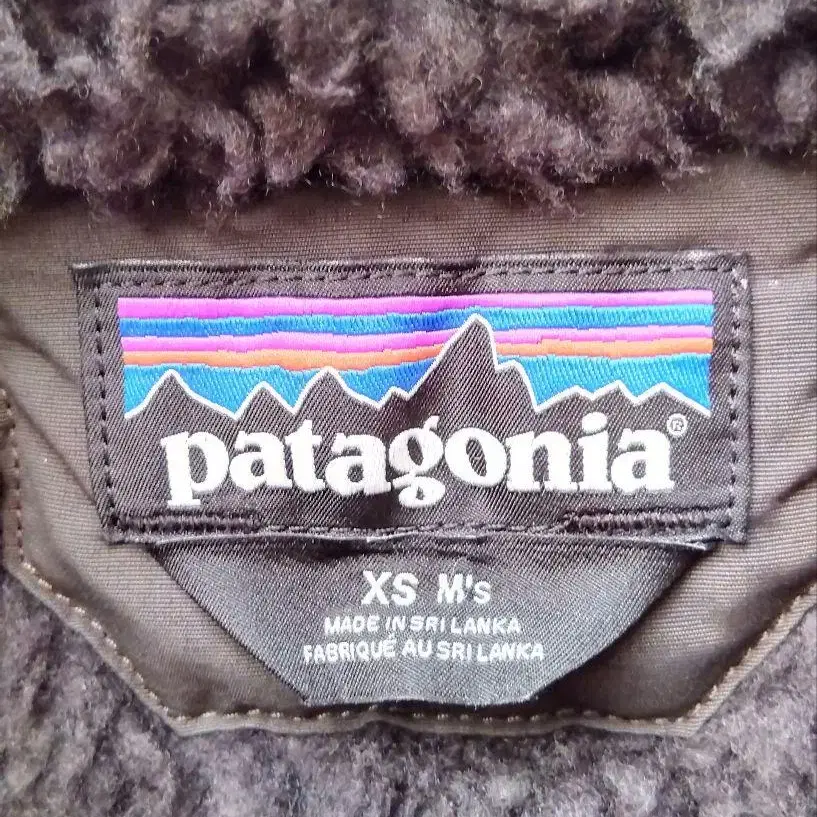 patagonia®
XS M's
MADE IN SRI LANKA
FABRIQUÉ AU SRI LANKA